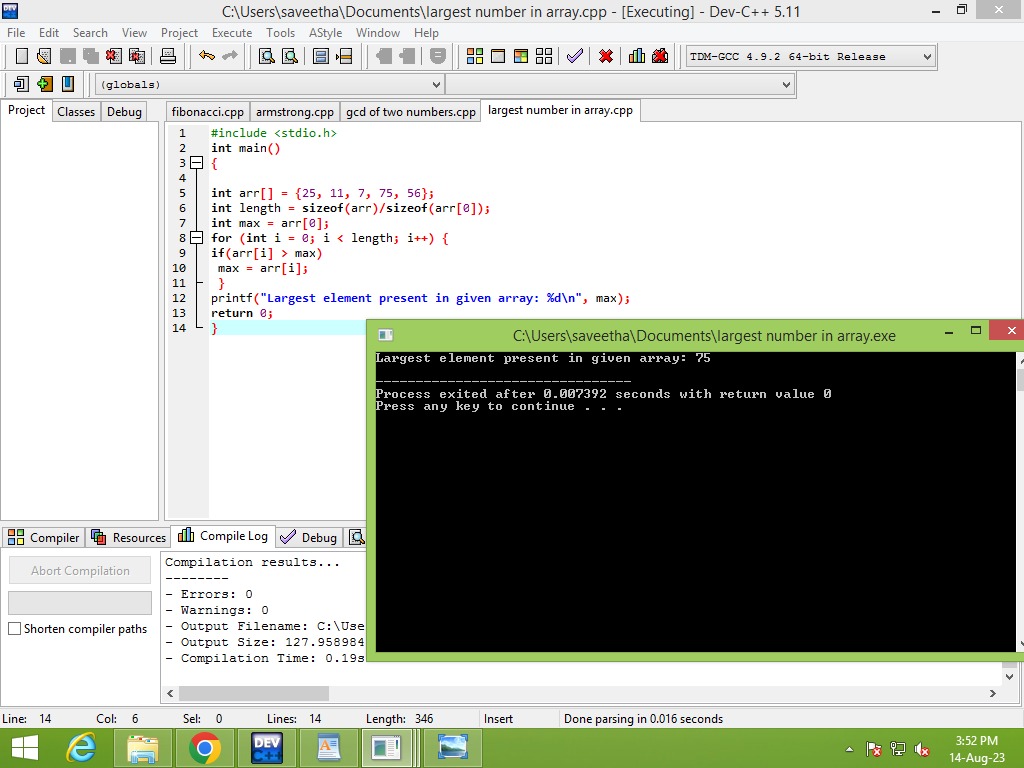 C:\Users\saveetha\Documents\largest number in array.cpp - [Executing] - Dev-C++ 5.11
File Edit Search View Project Execute Tools AStyle Window Help
TDM-GCC 4.9.2 64-bit Release
(globals)
Project Classes Debug
fibonacci.cpp armstrong.cpp gcd of two numbers.cpp largest number in array.cpp
1 #include <stdio.h>
2 int main()
3 {
4
5 int arr[] = {25, 11, 7, 75, 56};
6 int length = sizeof(arr)/sizeof(arr[0]);
7 int max = arr[0];
8 for (int i = 0; i < length; i++) {
9 if(arr[i] > max)
10 max = arr[i];
11 }
12 printf("Largest element present in given array: %d\n", max);
13 return 0;
14 }
C:\Users\saveetha\Documents\largest number in array.exe
Largest element present in given array: 75
--------------------------------
Process exited after 0.007392 seconds with return value 0
Press any key to continue . . .
Compiler Resources Compile Log Debug
Abort Compilation
Shorten compiler paths
Compilation results...
--------
- Errors: 0
- Warnings: 0
- Output Filename: C:\Use
- Output Size: 127.958984
- Compilation Time: 0.19s
Line: 14 Col: 6 Sel: 0 Lines: 14 Length: 346 Insert Done parsing in 0.016 seconds
DEV C++
3:52 PM
14-Aug-23